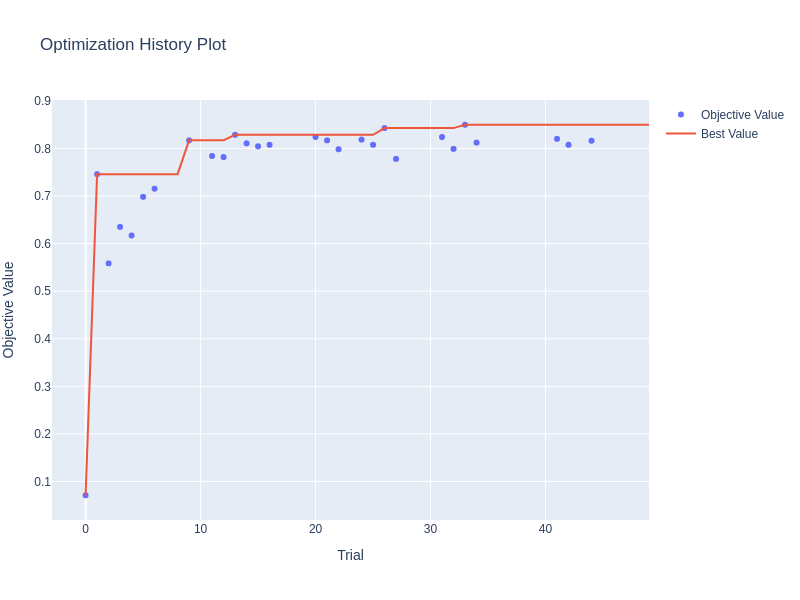 Optimization History Plot
0.9
0.8
0.7
0.6
0.5
0.4
0.3
0.2
0.1
Objective Value
0 10 20 30 40
Trial
Objective Value
Best Value